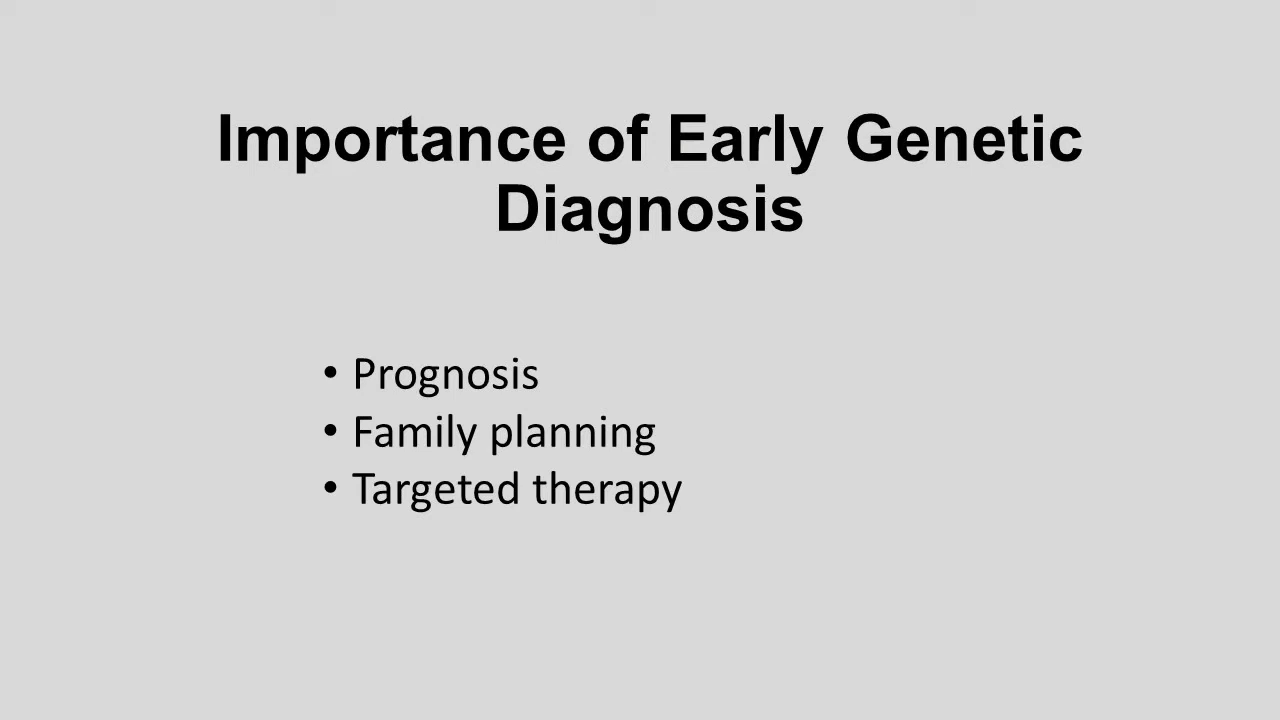 Importance of Early Genetic
Diagnosis
• Prognosis
• Family planning
• Targeted therapy